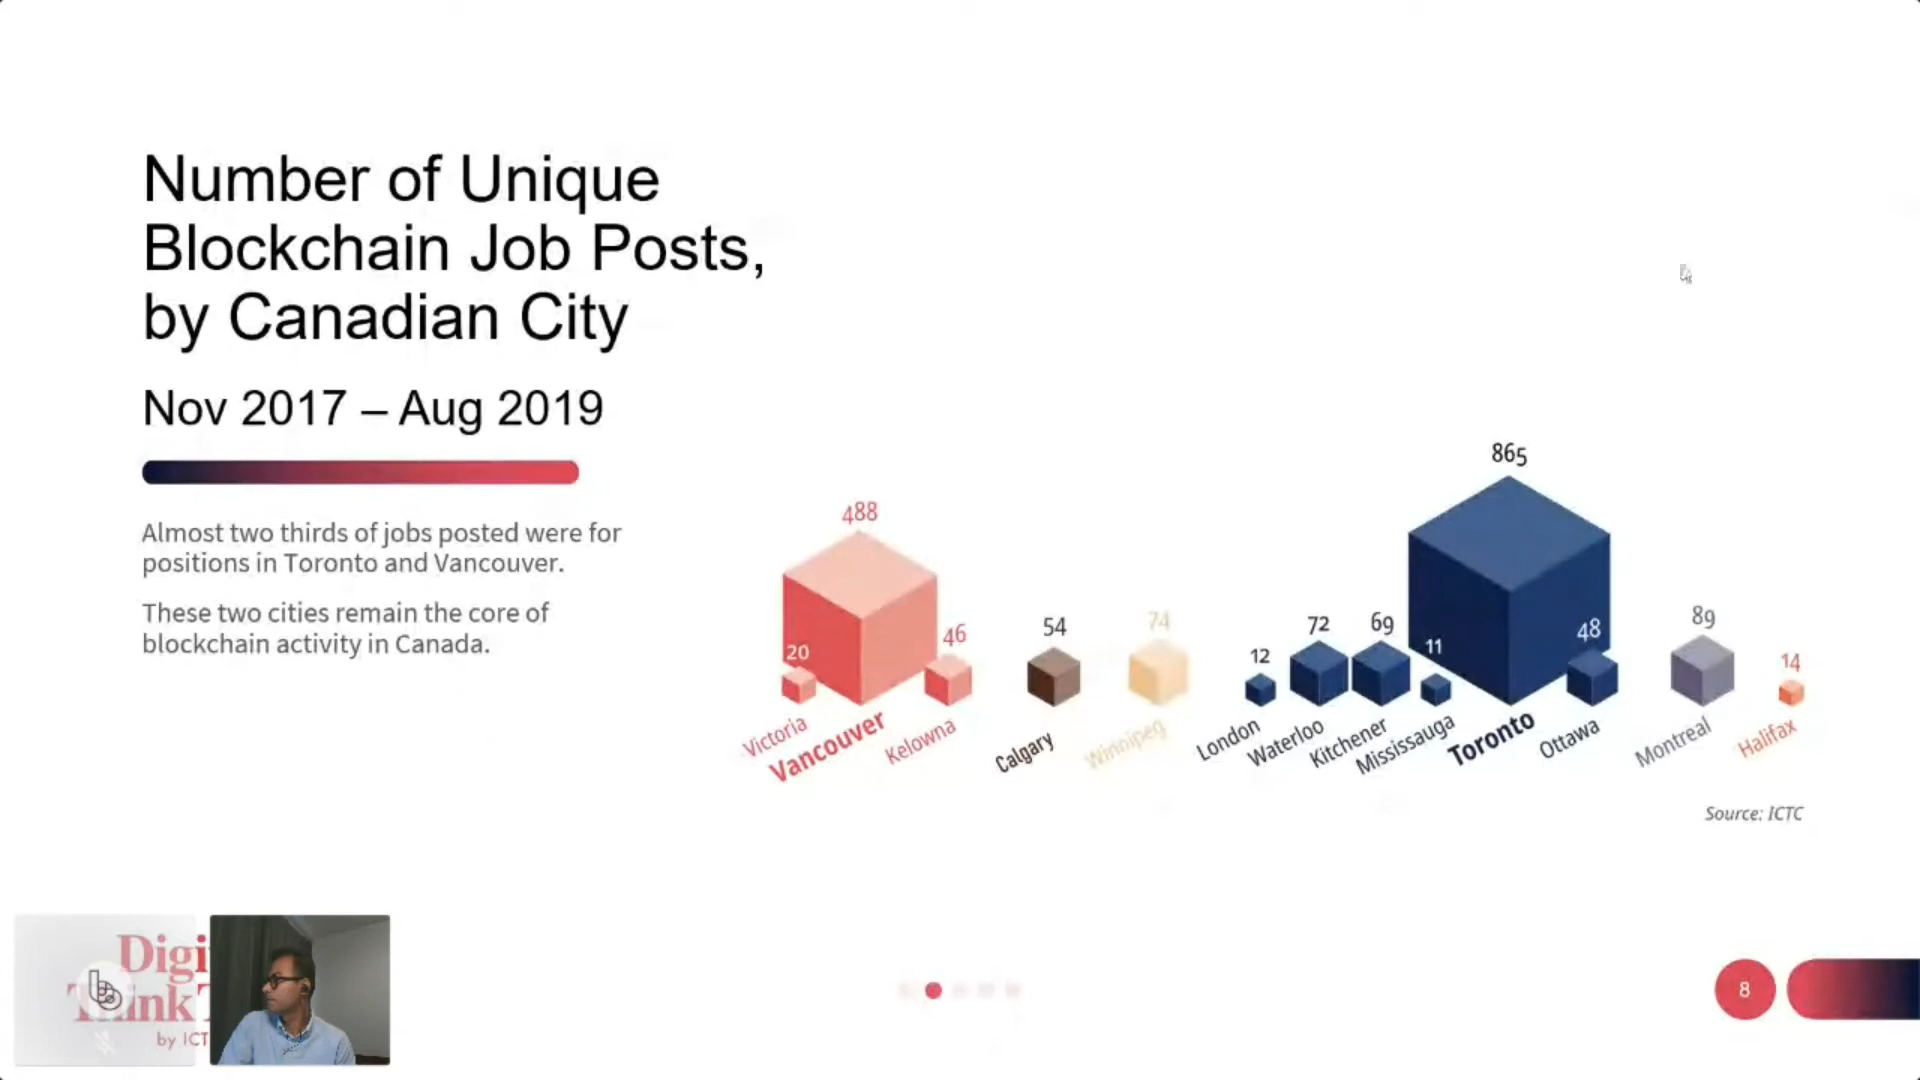 Number of Unique
Blockchain Job Posts,
by Canadian City
Nov 2017 – Aug 2019
Almost two thirds of jobs posted were for
positions in Toronto and Vancouver.
These two cities remain the core of
blockchain activity in Canada.
488
20
46
54
74
12
72
69
11
865
48
89
14
Victoria
Vancouver
Kelowna
Calgary
Winnipeg
London
Waterloo
Kitchener
Mississauga
Toronto
Ottawa
Montreal
Halifax
Source: ICTC
Digi
Think T
by ICT
8